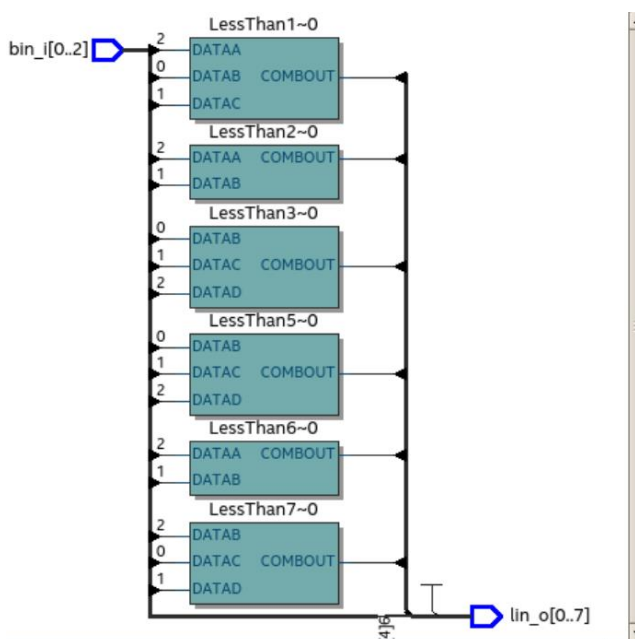 LessThan1~0
bin_i[0..2]
2 DATAA
0 DATAB COMBOUT
1 DATAC
LessThan2~0
2 DATAA COMBOUT
1 DATAB
LessThan3~0
0 DATAB
1 DATAC COMBOUT
2 DATAD
LessThan5~0
0 DATAB
1 DATAC COMBOUT
2 DATAD
LessThan6~0
2 DATAA COMBOUT
1 DATAB
LessThan7~0
2 DATAB
0 DATAC COMBOUT
1 DATAD
lin_o[0..7]